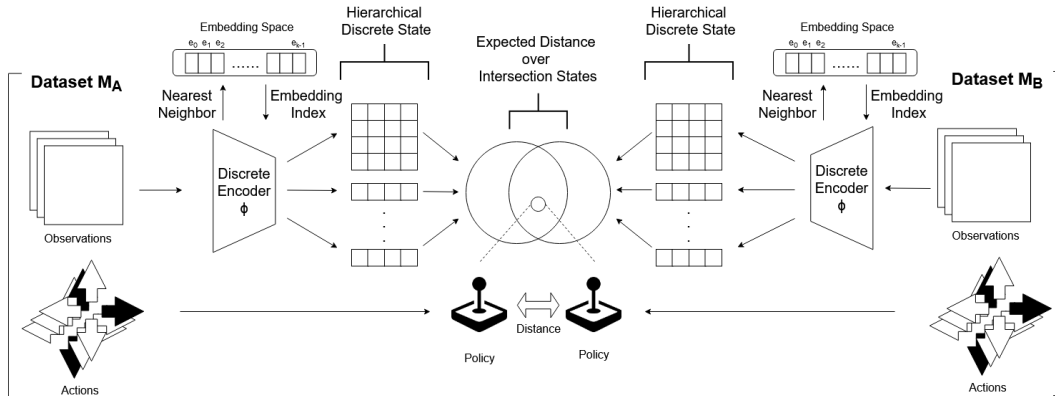 Embedding Space
e0 e1 e2 ...... ek-1
Dataset MA
Nearest
Neighbor
Embedding
Index
Discrete
Encoder
ϕ
Observations
Actions
Hierarchical
Discrete State
.
.
.
Expected Distance
over
Intersection States
Policy
Distance
Policy
Hierarchical
Discrete State
.
.
.
Embedding Space
e0 e1 e2 ...... ek-1
Dataset MB
Nearest
Neighbor
Embedding
Index
Discrete
Encoder
ϕ
Observations
Actions